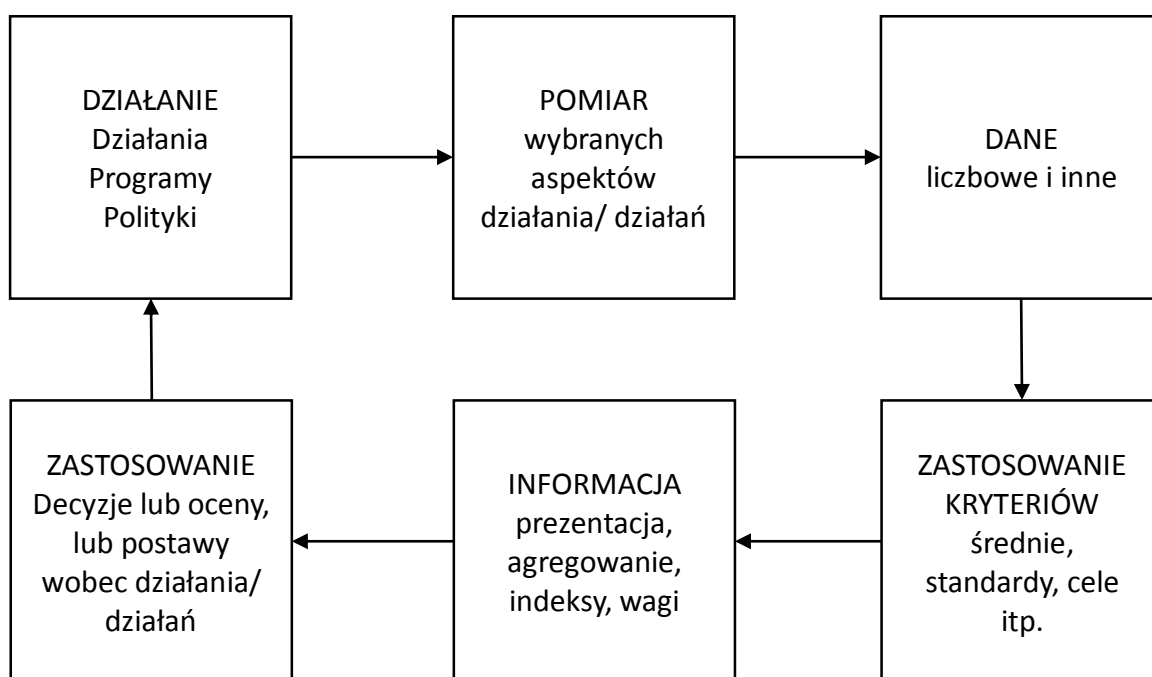 DZIAŁANIE
Działania
Programy
Polityki
POMIAR
wybranych
aspektów
działania/ działań
DANE
liczbowe i inne
ZASTOSOWANIE
KRYTERIÓW
średnie,
standardy, cele
itp.
INFORMACJA
prezentacja,
agregowanie,
indeksy, wagi
ZASTOSOWANIE
Decyzje lub oceny,
lub postawy
wobec działania/
działań